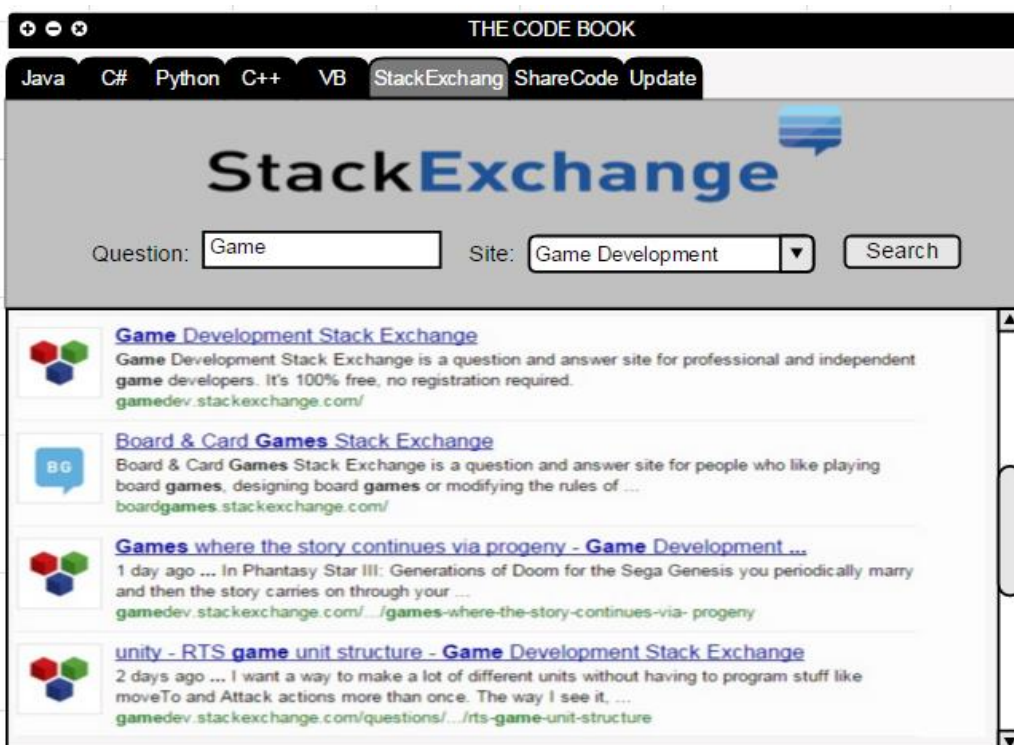 THE CODE BOOK
Java C# Python C++ VB StackExchang ShareCode Update
StackExchange
Question: Game Site: Game Development Search
Game Development Stack Exchange
Game Development Stack Exchange is a question and answer site for professional and independent
game developers. It's 100% free, no registration required.
gamedev.stackexchange.com/
BG
Board & Card Games Stack Exchange
Board & Card Games Stack Exchange is a question and answer site for people who like playing
board games, designing board games or modifying the rules of ...
boardgames.stackexchange.com/
Games where the story continues via progeny - Game Development ...
1 day ago ... In Phantasy Star III: Generations of Doom for the Sega Genesis you periodically marry
and then the story carries on through your ...
gamedev.stackexchange.com/.../games-where-the-story-continues-via- progeny
unity - RTS game unit structure - Game Development Stack Exchange
2 days ago ... I want a way to make a lot of different units without having to program stuff like
moveTo and Attack actions more than once. The way I see it, ...
gamedev.stackexchange.com/questions/.../rts-game-unit-structure